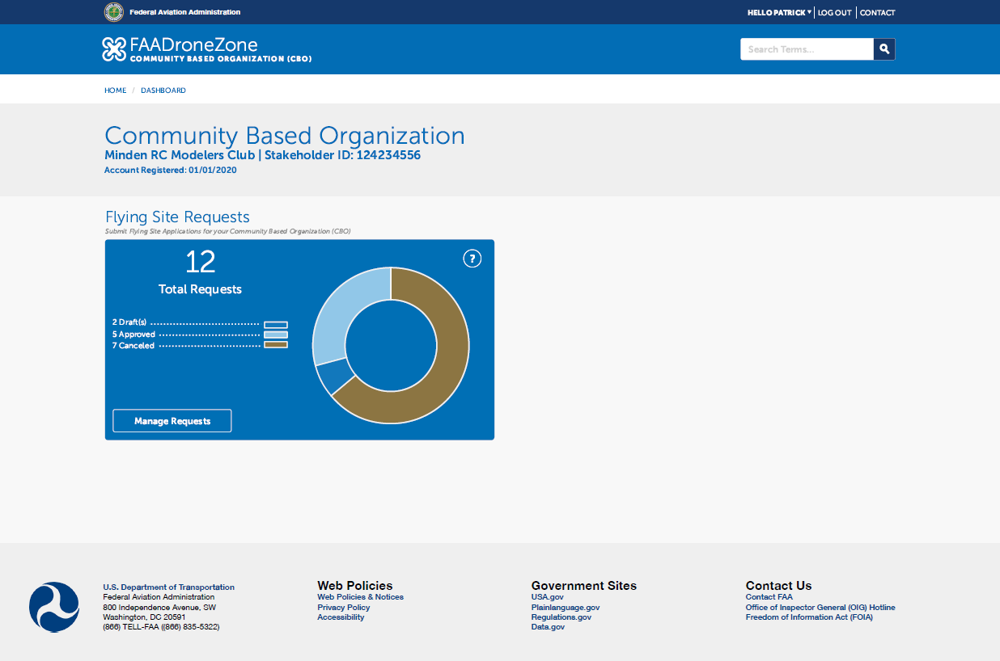 Federal Aviation Administration
HELLO PATRICK ▾ | LOG OUT | CONTACT
FAADroneZone
COMMUNITY BASED ORGANIZATION (CBO)
Search Terms...
HOME / DASHBOARD
Community Based Organization
Minden RC Modelers Club | Stakeholder ID: 124234556
Account Registered: 01/01/2020
Flying Site Requests
Submit Flying Site Applications for your Community Based Organization (CBO)
12
?
Total Requests
2 Draft(s)
5 Approved
7 Canceled
Manage Requests
U.S. Department of Transportation
Federal Aviation Administration
800 Independence Avenue, SW
Washington, DC 20591
(866) TELL-FAA ((866) 835-5322)
Web Policies
Web Policies & Notices
Privacy Policy
Accessibility
Government Sites
USA.gov
Plainlanguage.gov
Regulations.gov
Data.gov
Contact Us
Contact FAA
Office of Inspector General (OIG) Hotline
Freedom of Information Act (FOIA)